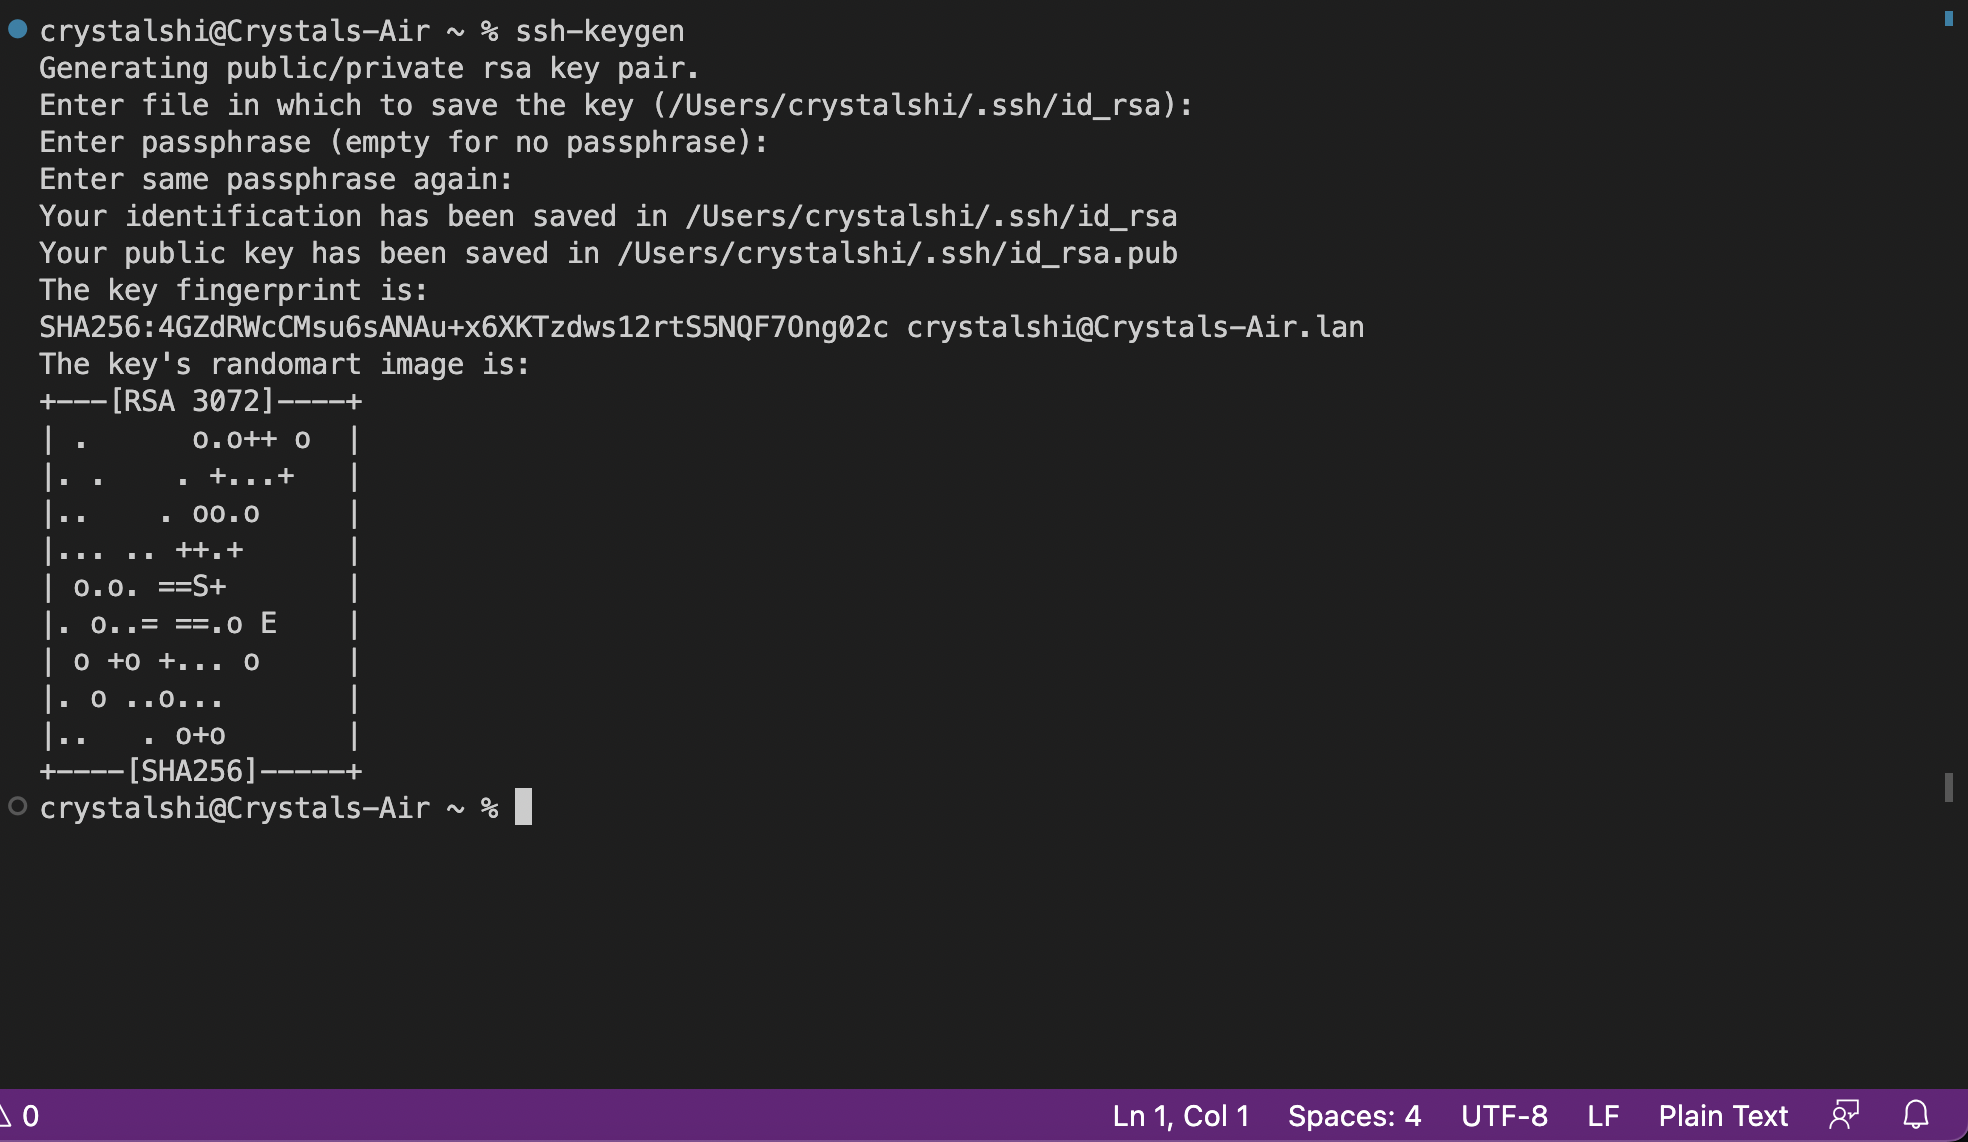 crystalshi@Crystals-Air ~ % ssh-keygen
Generating public/private rsa key pair.
Enter file in which to save the key (/Users/crystalshi/.ssh/id_rsa):
Enter passphrase (empty for no passphrase):
Enter same passphrase again:
Your identification has been saved in /Users/crystalshi/.ssh/id_rsa
Your public key has been saved in /Users/crystalshi/.ssh/id_rsa.pub
The key fingerprint is:
SHA256:4GZdRWcCMsu6sANAu+x6XKTzdws12rtS5NQF7Ong02c crystalshi@Crystals-Air.lan
The key's randomart image is:
+---[RSA 3072]----+
| .      o.o++ o  |
|. .    . +...+   |
|..    . oo.o     |
|... .. ++.+      |
| o.o. ==S+       |
|. o..= ==.o E    |
| o +o +... o     |
|. o ..o...       |
|..   . o+o       |
+----[SHA256]-----+
crystalshi@Crystals-Air ~ %
0 Ln 1, Col 1 Spaces: 4 UTF-8 LF Plain Text